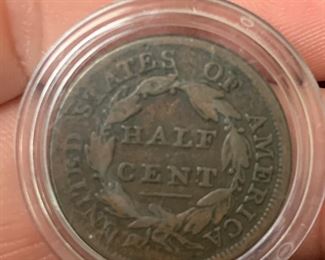 UNITED STATES OF AMERICA
HALF
CENT